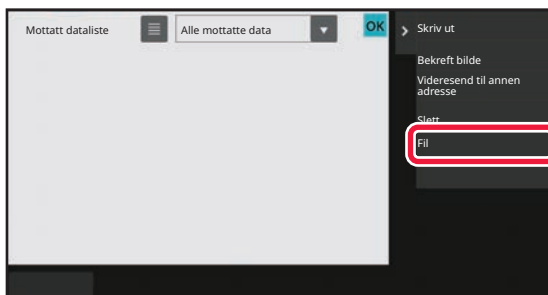 Mottatt dataliste
Alle mottatte data
OK
Skriv ut
Bekreft bilde
Videresend til annen
adresse
Slett
Fil